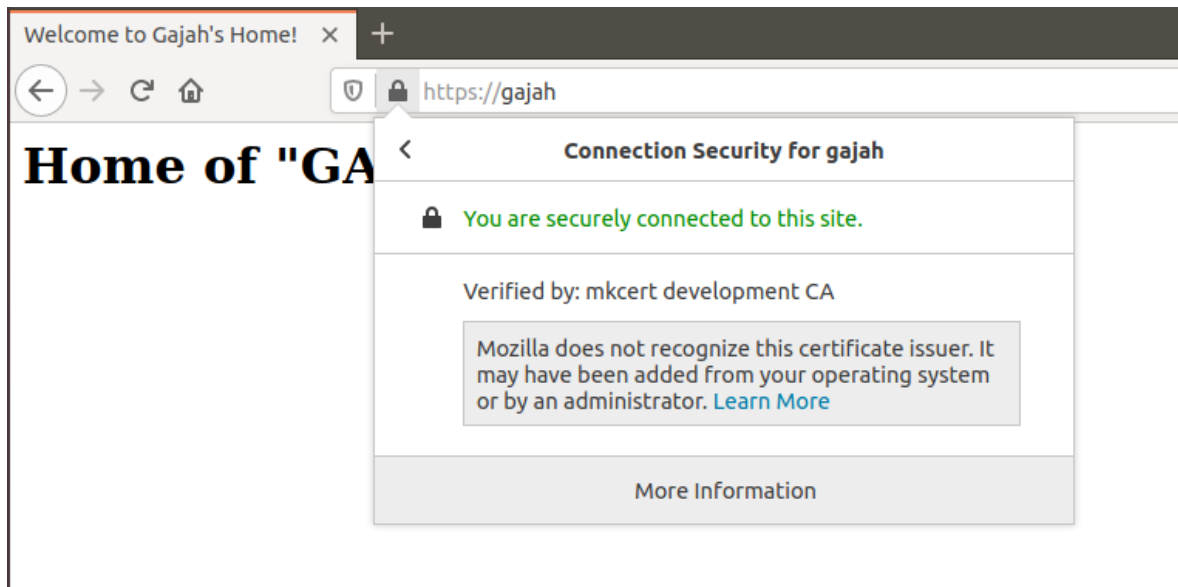 Welcome to Gajah's Home!
https://gajah
Home of "GA
Connection Security for gajah
You are securely connected to this site.
Verified by: mkcert development CA
Mozilla does not recognize this certificate issuer. It
may have been added from your operating system
or by an administrator. Learn More
More Information